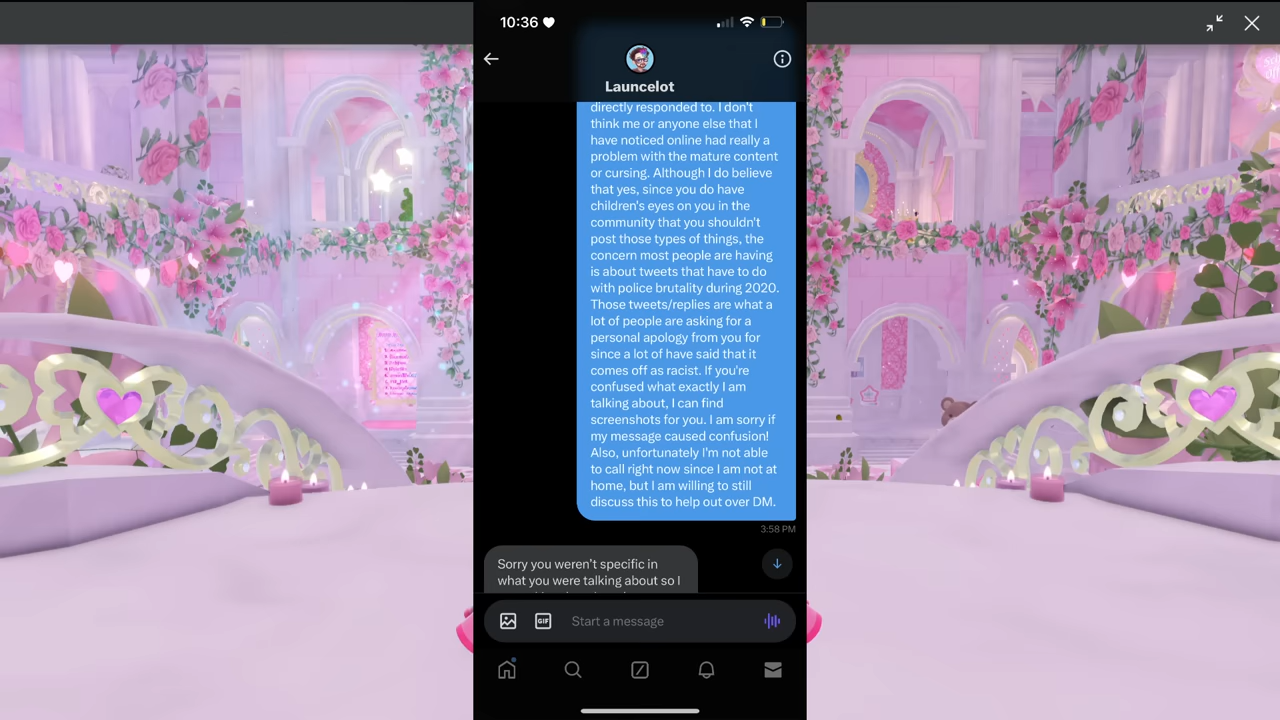 10:36
Launcelot
directly responded to. I don't
think me or anyone else that I
have noticed online had really a
problem with the mature content
or cursing. Although I do believe
that yes, since you do have
children's eyes on you in the
community that you shouldn't
post those types of things, the
concern most people are having
is about tweets that have to do
with police brutality during 2020.
Those tweets/replies are what a
lot of people are asking for a
personal apology from you for
since a lot of have said that it
comes off as racist. If you're
confused what exactly I am
talking about, I can find
screenshots for you. I am sorry if
my message caused confusion!
Also, unfortunately I'm not able
to call right now since I am not at
home, but I am willing to still
discuss this to help out over DM.
3:58 PM
Sorry you weren't specific in
what you were talking about so I
GIF
Start a message